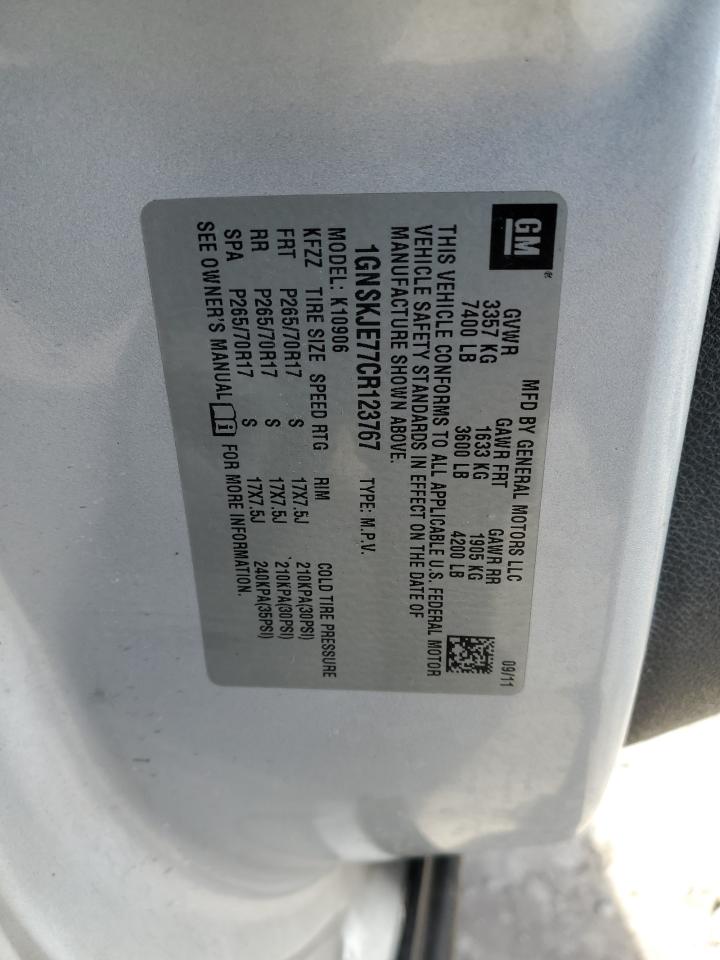 GM
MFD BY GENERAL MOTORS LLC 09/11
GVWR GAWR FRT GAWR RR
3357 KG 1633 KG 1905 KG
7400 LB 3600 LB 4200 LB
THIS VEHICLE CONFORMS TO ALL APPLICABLE U.S. FEDERAL MOTOR
VEHICLE SAFETY STANDARDS IN EFFECT ON THE DATE OF
MANUFACTURE SHOWN ABOVE.
1GNSKJE77CR123767 TYPE: M.P.V.
MODEL: K10906
KFZZ TIRE SIZE SPEED RTG RIM COLD TIRE PRESSURE
FRT P265/70R17 S 17X7.5J 210KPA(30PSI)
RR P265/70R17 S 17X7.5J 210KPA(30PSI)
SPA P265/70R17 S 17X7.5J 240KPA(35PSI)
SEE OWNER'S MANUAL FOR MORE INFORMATION.